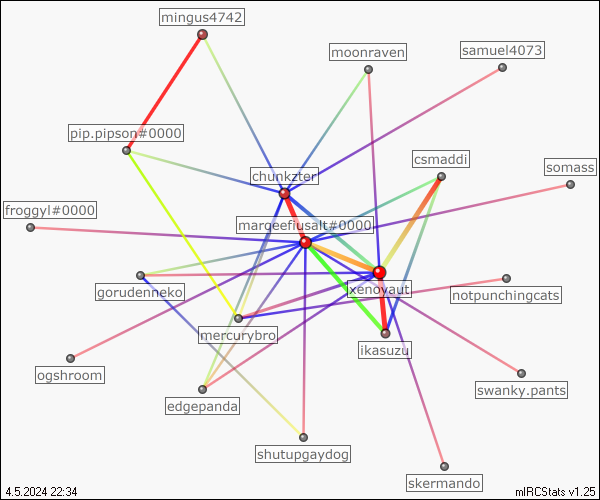 mingus4742
moonraven
samuel4073
pip.pipson#0000
csmaddi
somass
chunkzter
froggyl#0000
margeefiusalt#0000
gorudenneko
xenoyaut
notpunchingcats
mercurybro
ikasuzu
ogshroom
swanky.pants
edgepanda
shutupgaydog
skermando
4.5.2024 22:34
mIRCStats v1.25